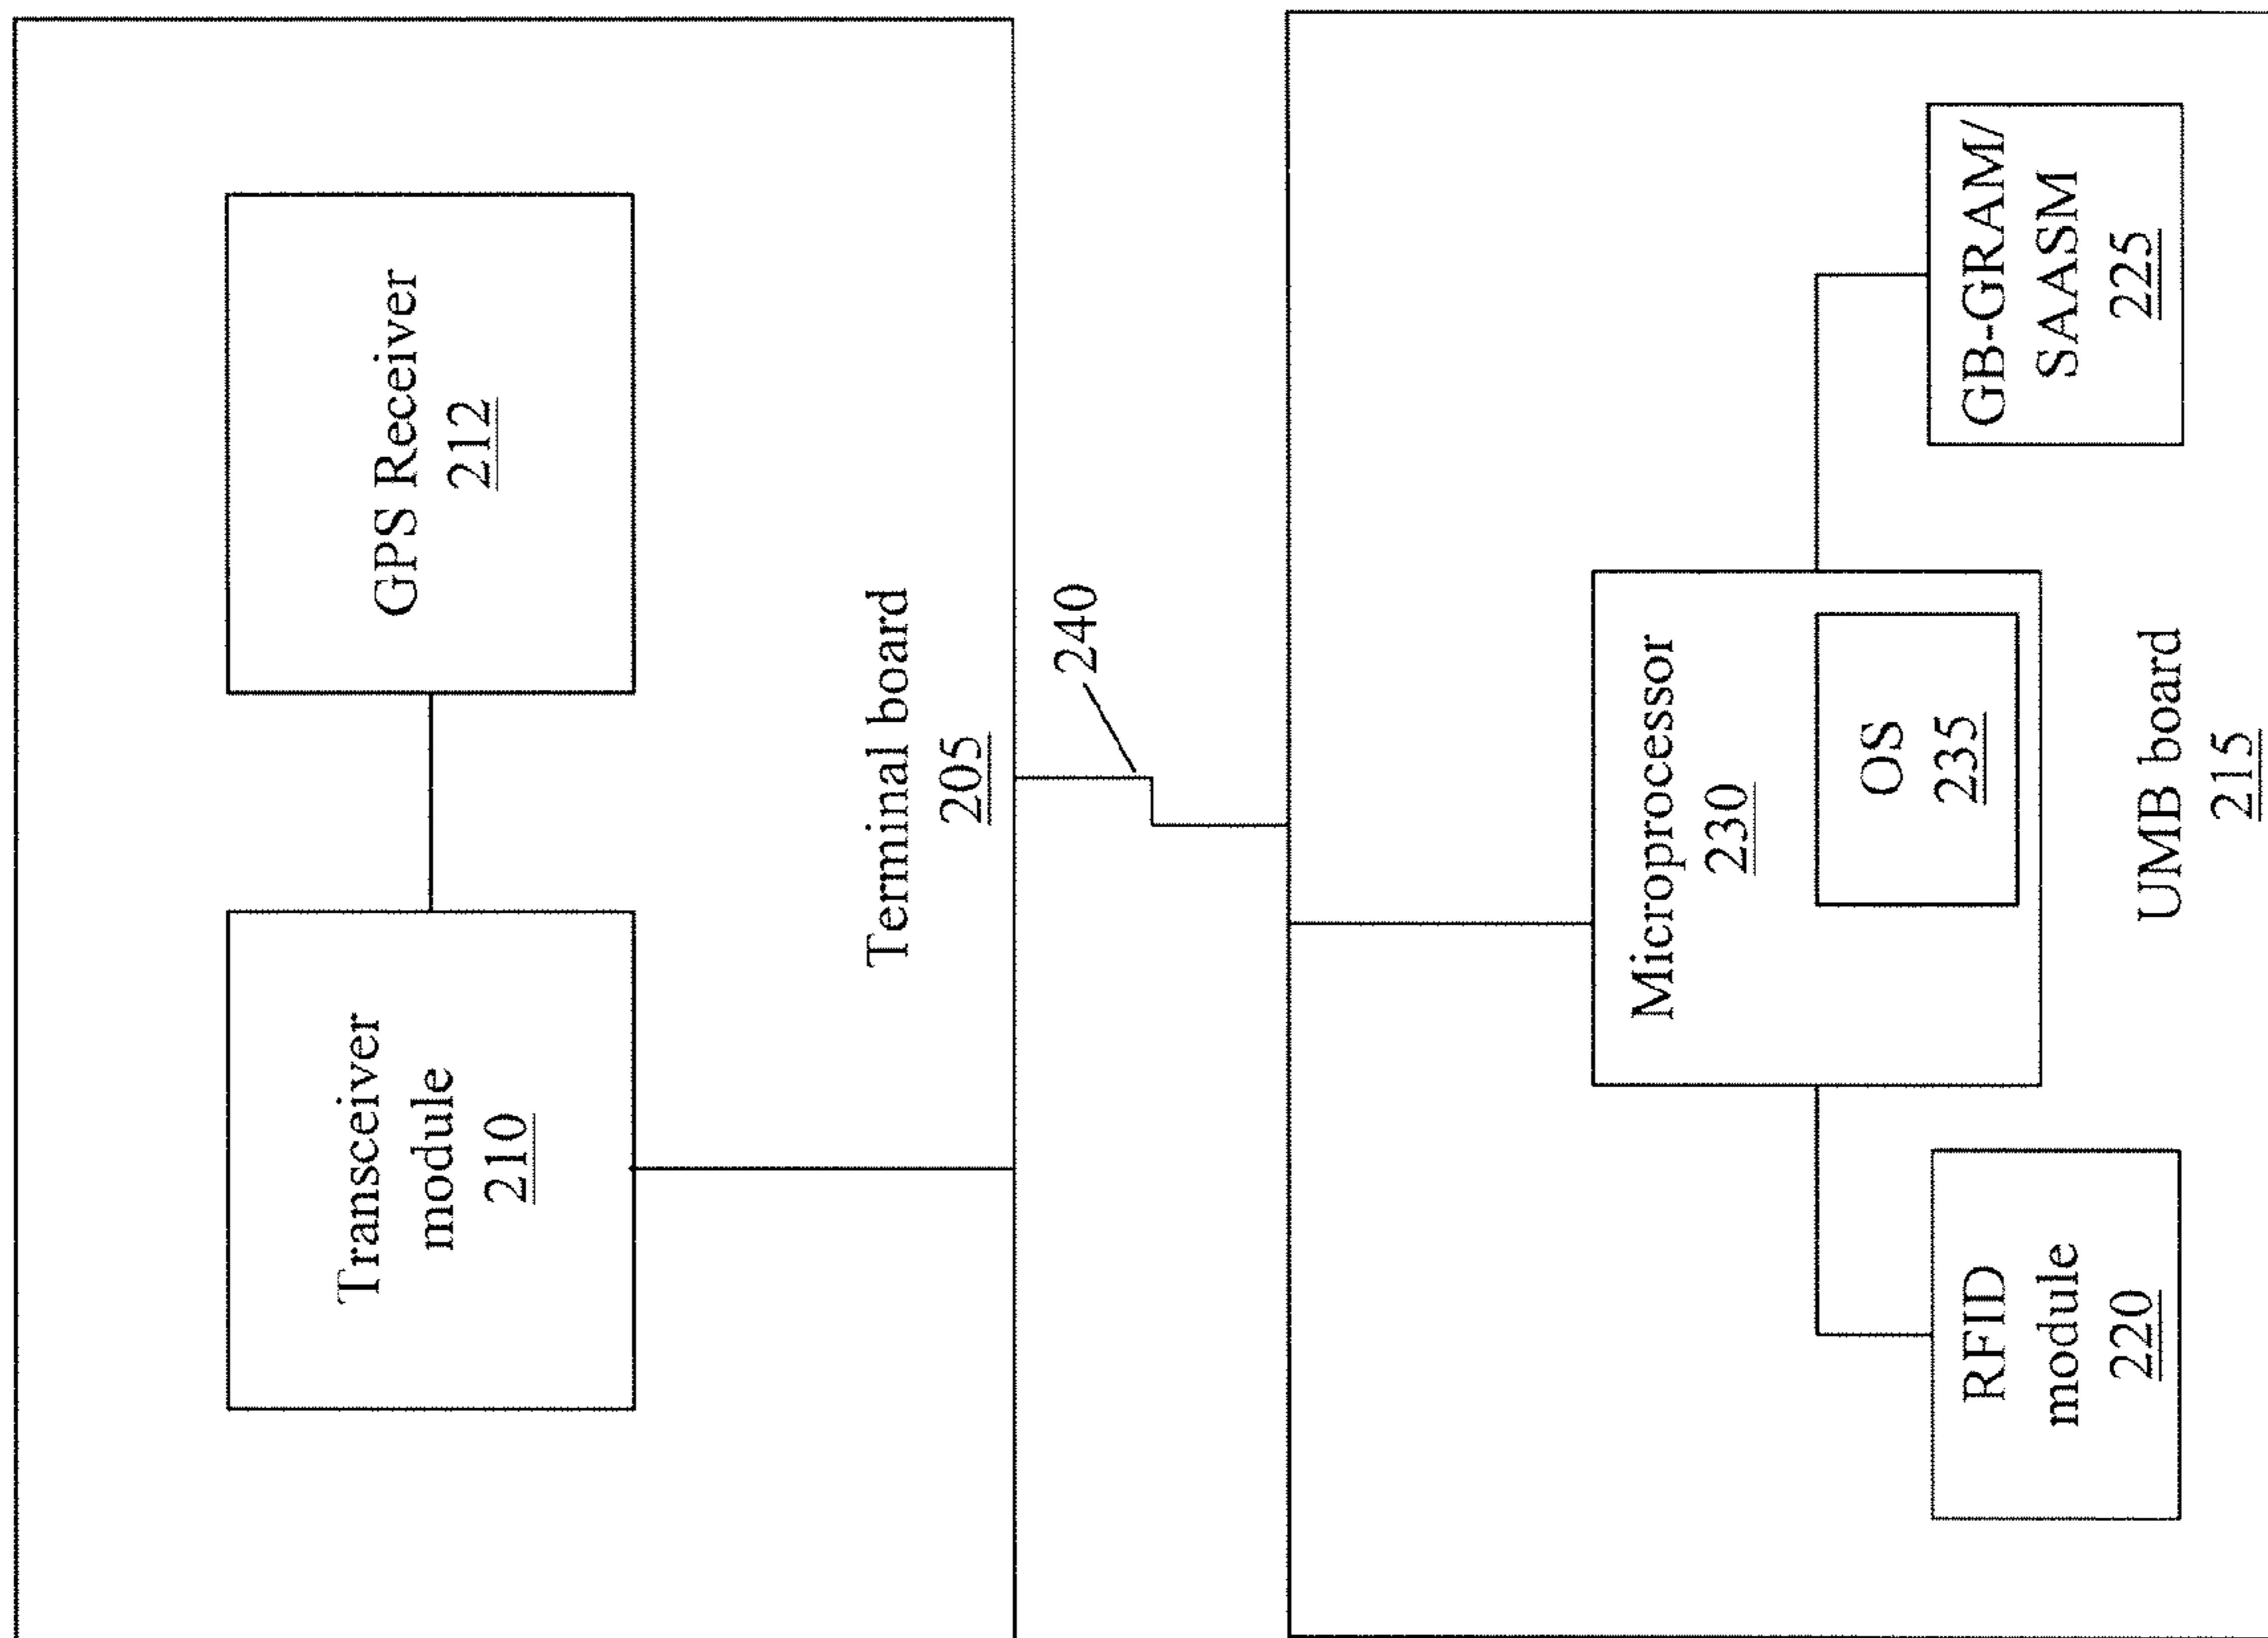 Transceiver
module
210
GPS Receiver
212
Terminal board
205
240
Microprocessor
230
OS
235
RFID
module
220
GB-GRAM/
SAASM
225
UMB board
215